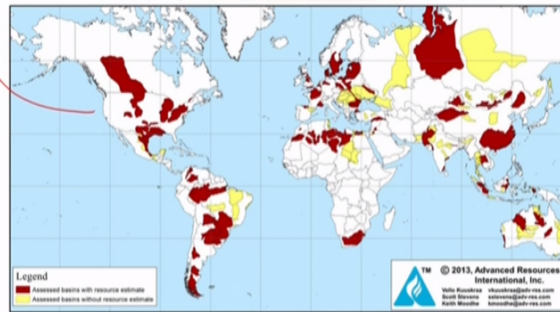 Legend
Assessed basins with resource estimate
Assessed basins without resource estimate
TM
© 2013, Advanced Resources
International, Inc.
Vello Kuuskraa vkuuskraa@adv-res.com
Scott Stevens sstevens@adv-res.com
Keith Moodhe kmoodhe@adv-res.com